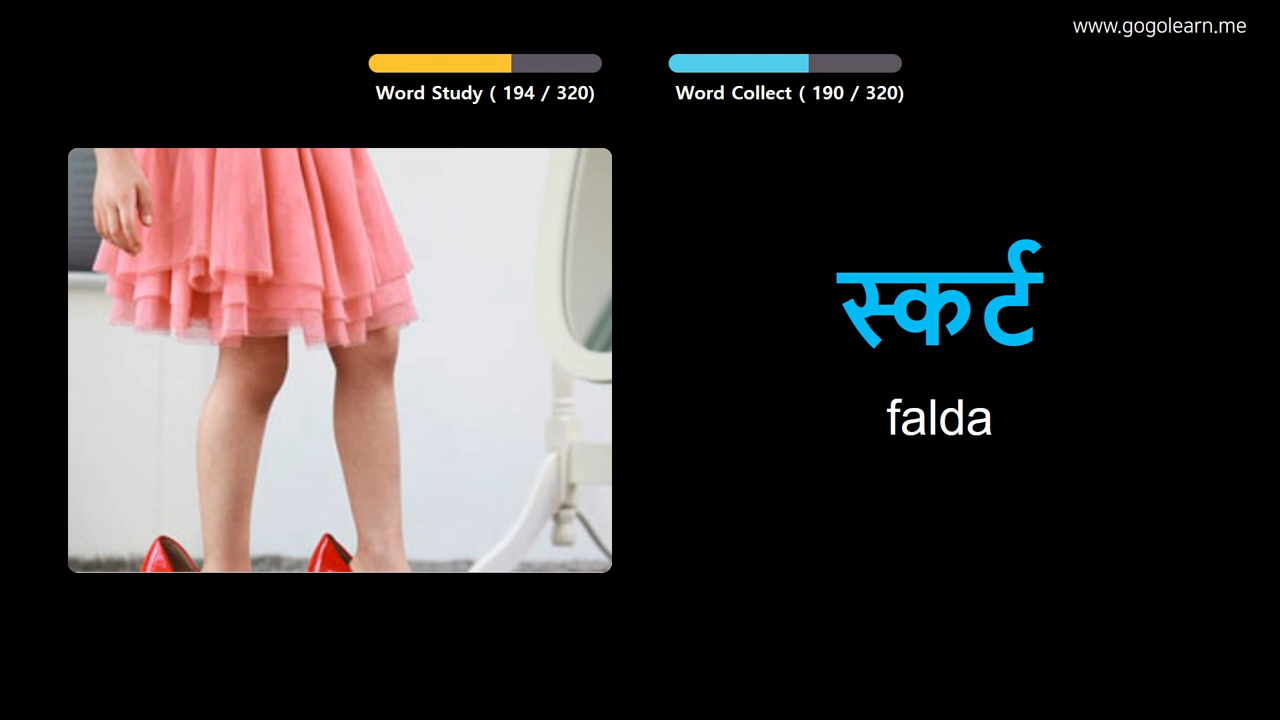 www.gogolearn.me
Word Study ( 194 / 320)
Word Collect ( 190 / 320)
स्कर्ट
falda